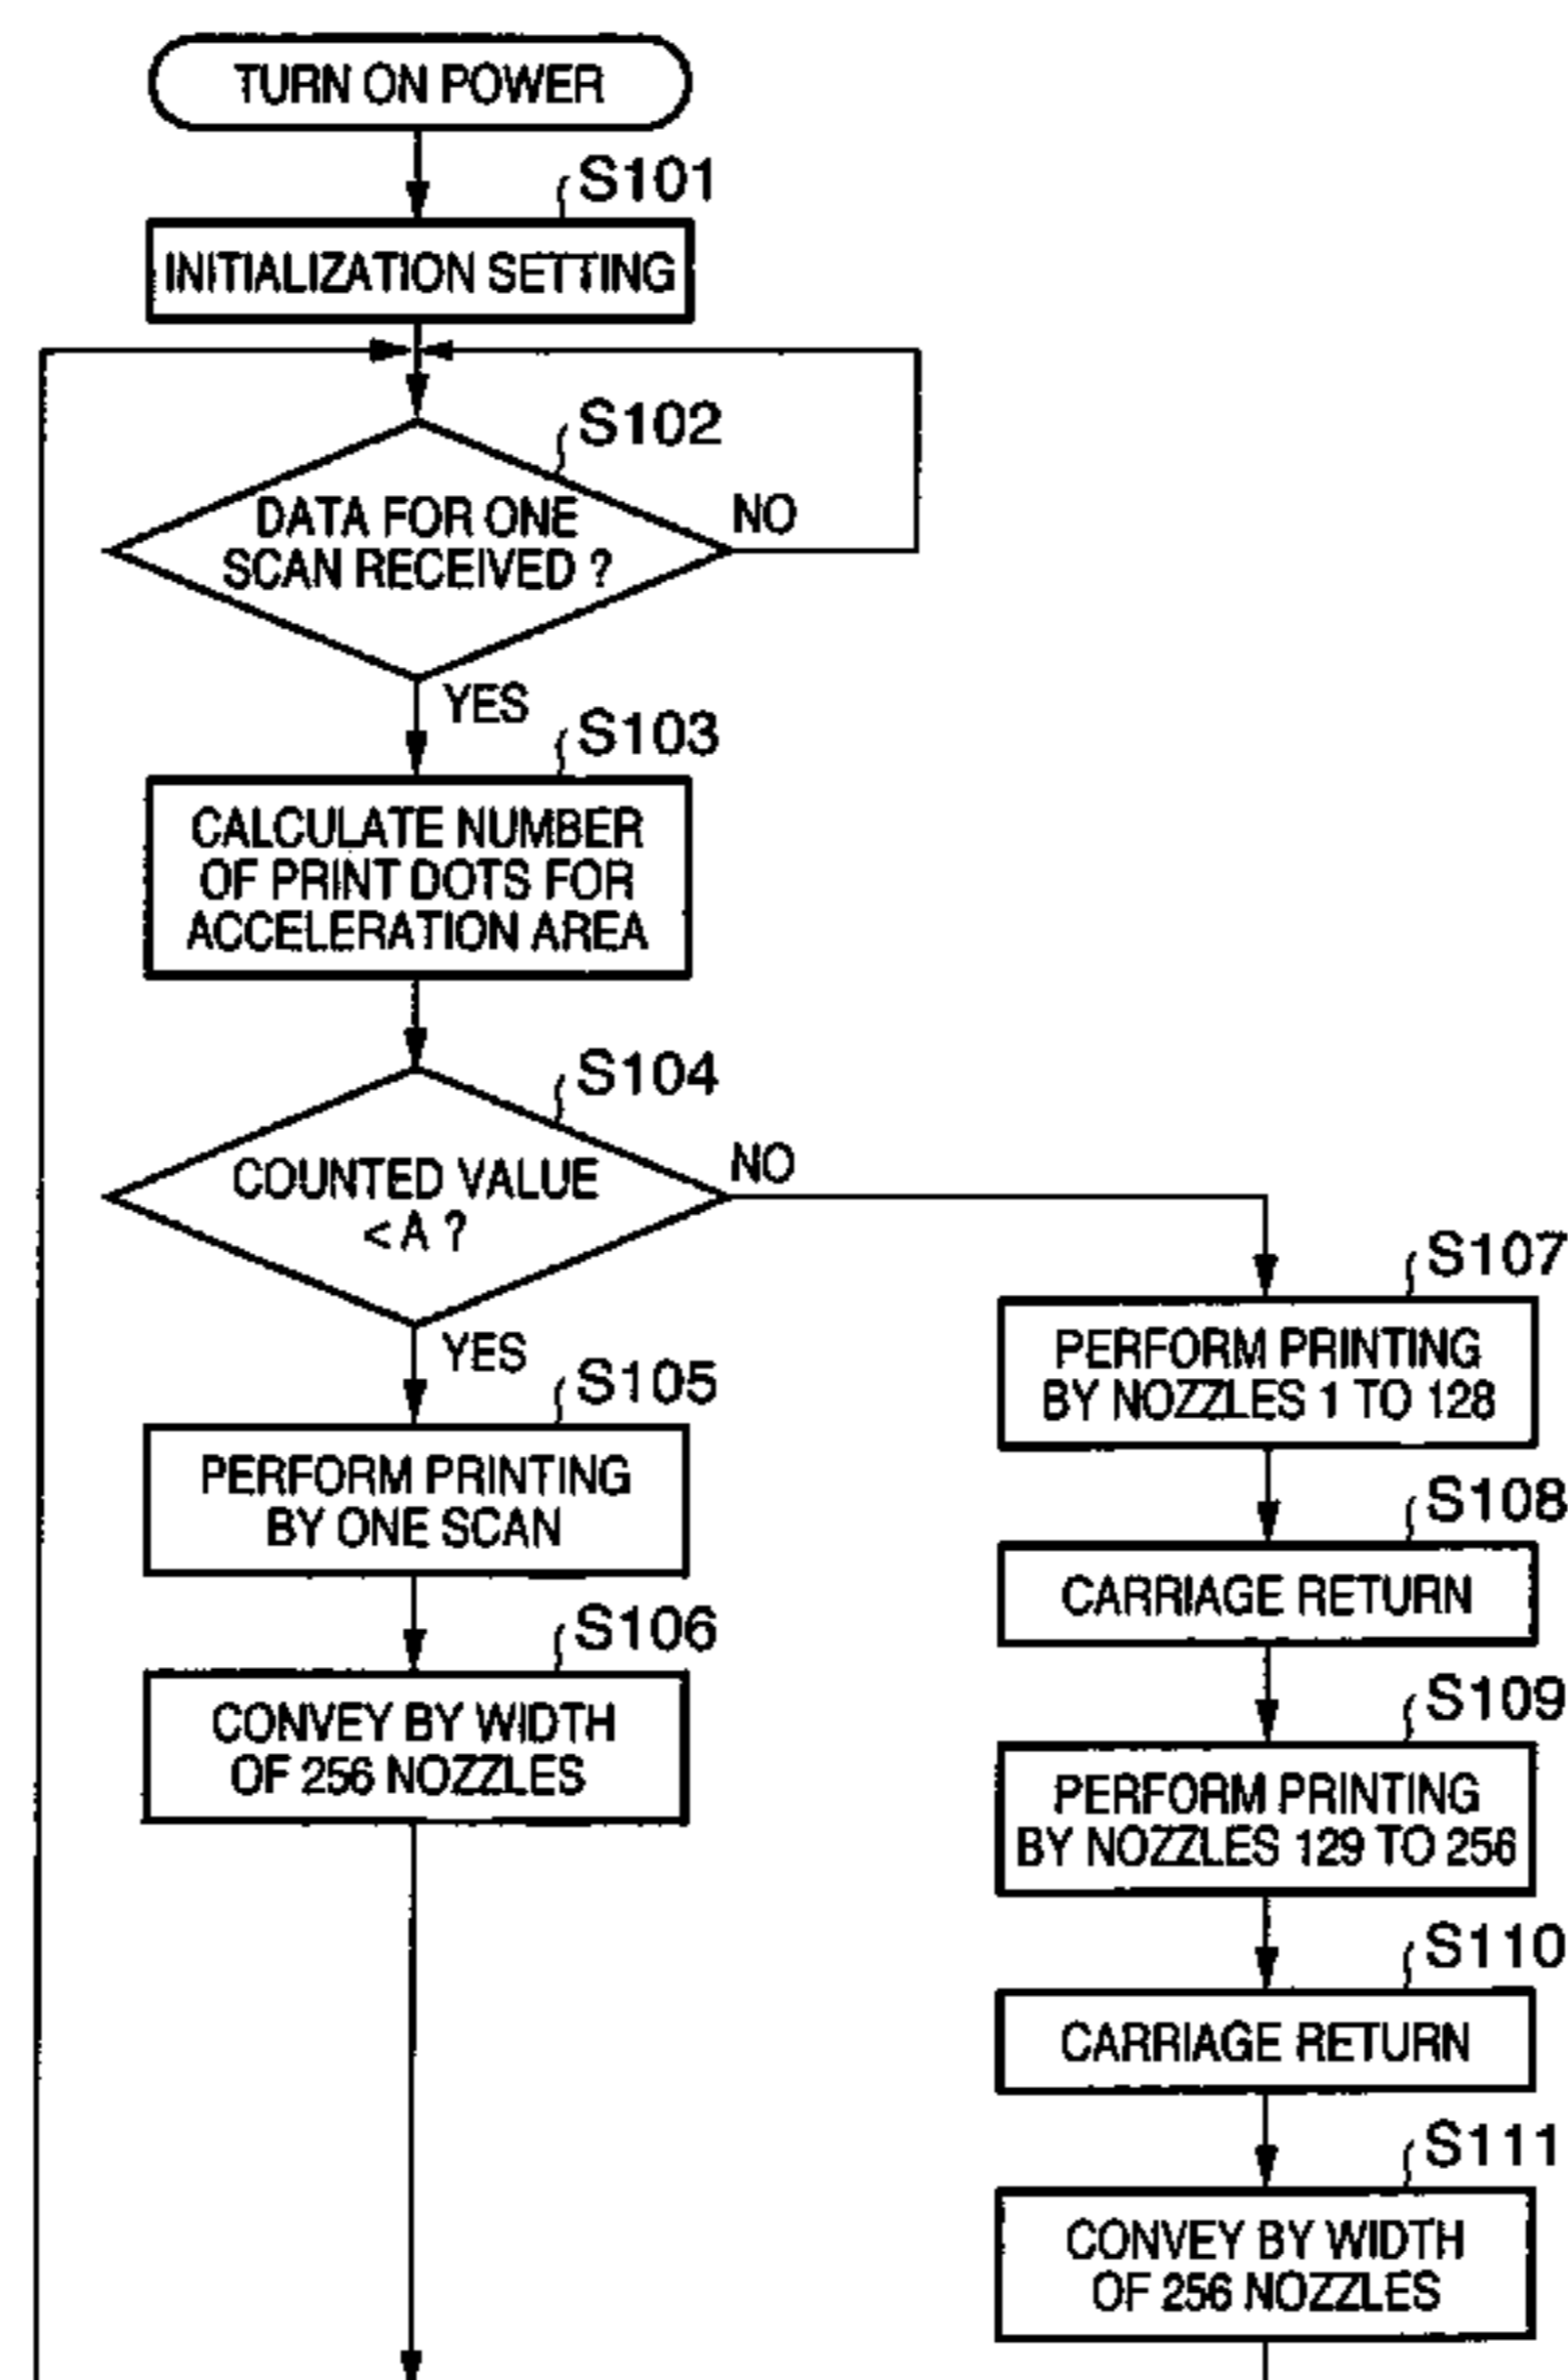 TURN ON POWER
S101
INITIALIZATION SETTING
S102
DATA FOR ONE
SCAN RECEIVED ?
NO
YES
S103
CALCULATE NUMBER
OF PRINT DOTS FOR
ACCELERATION AREA
S104
COUNTED VALUE
< A ?
NO
YES
S105
PERFORM PRINTING
BY ONE SCAN
S106
CONVEY BY WIDTH
OF 256 NOZZLES
S107
PERFORM PRINTING
BY NOZZLES 1 TO 128
S108
CARRIAGE RETURN
S109
PERFORM PRINTING
BY NOZZLES 129 TO 256
S110
CARRIAGE RETURN
S111
CONVEY BY WIDTH
OF 256 NOZZLES